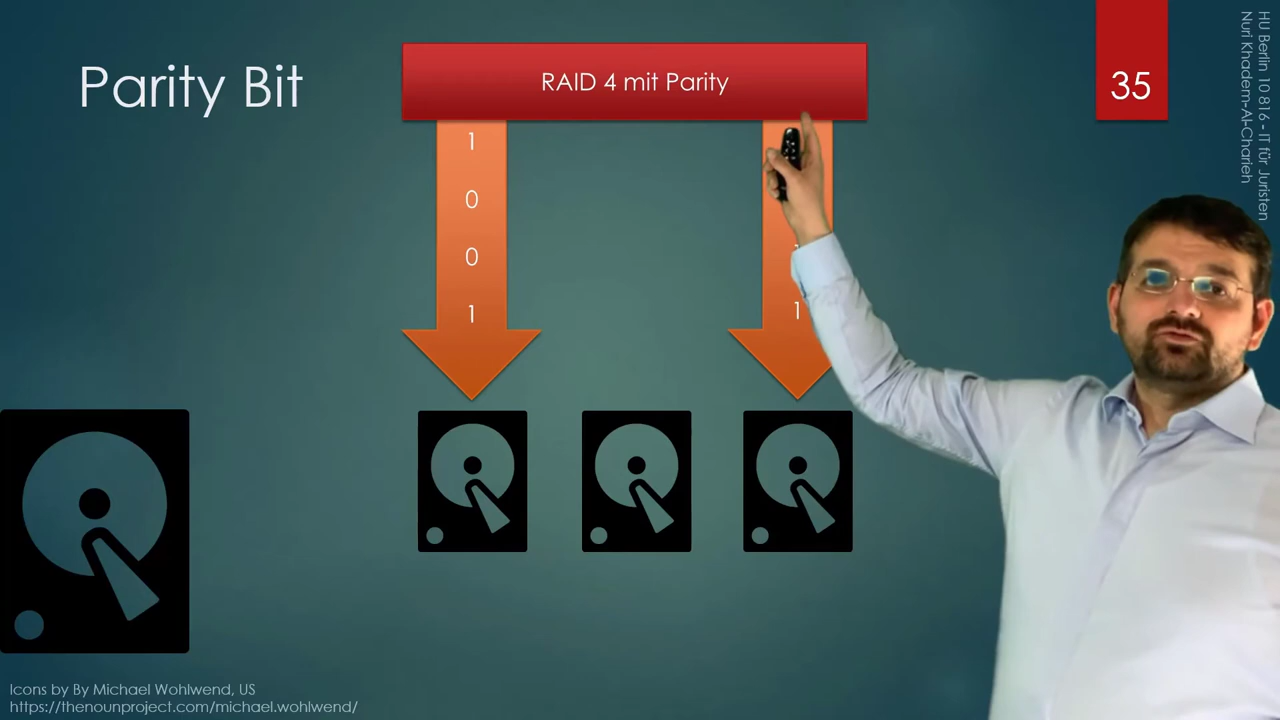 Parity Bit
RAID 4 mit Parity
35
HU Berlin 10 816 - IT für Juristen
Nuri Khadem-Al-Charieh
1
0
0
1
1
Icons by By Michael Wohlwend, US
https://thenounproject.com/michael.wohlwend/